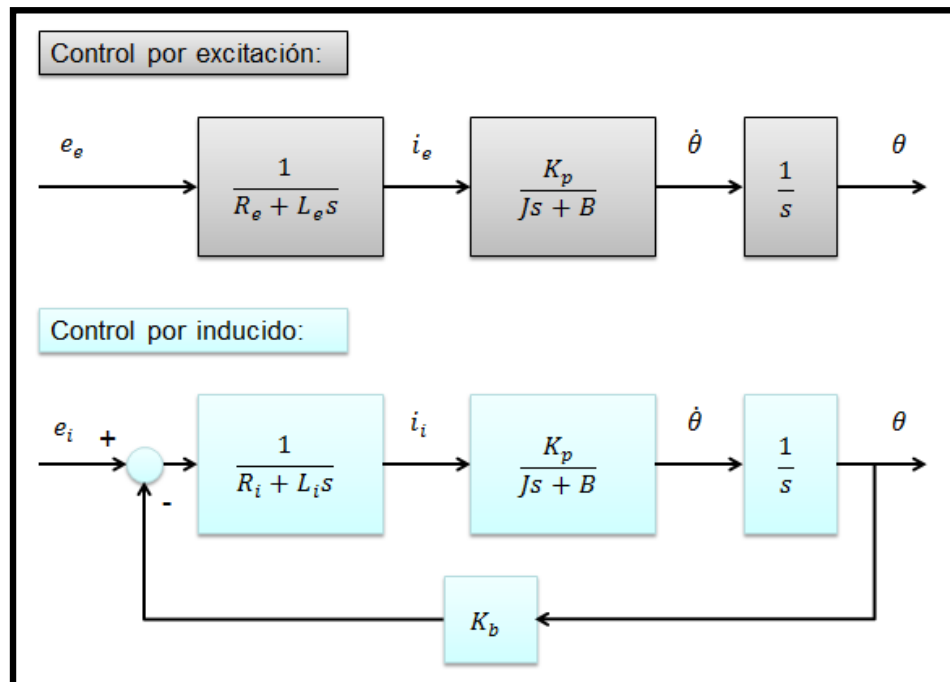 Control por excitación:
e_e
1
R_e + L_e s
i_e
K_p
Js + B
θ̇
1
s
θ
Control por inducido:
e_i
+
-
1
R_i + L_i s
i_i
K_p
Js + B
θ̇
1
s
θ
K_b